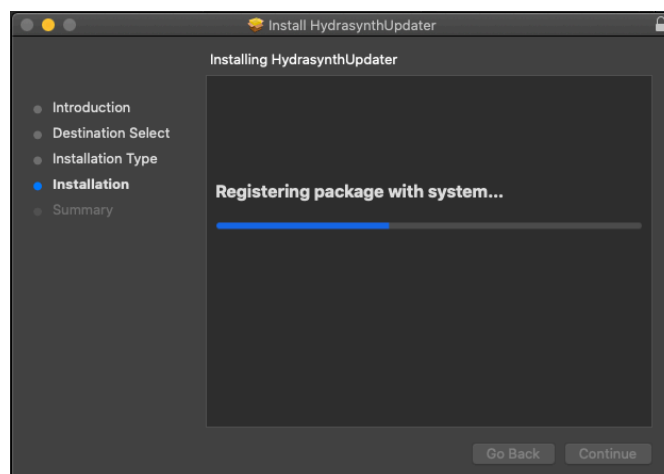 Install HydrasynthUpdater
Installing HydrasynthUpdater
Introduction
Destination Select
Installation Type
Installation
Summary
Registering package with system...
Go Back
Continue